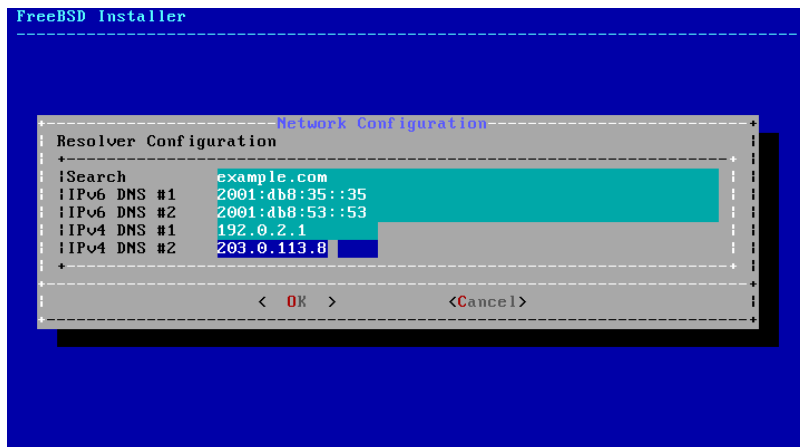 FreeBSD Installer
Network Configuration
Resolver Configuration
Search example.com
IPv6 DNS #1 2001:db8:35::35
IPv6 DNS #2 2001:db8:53::53
IPv4 DNS #1 192.0.2.1
IPv4 DNS #2 203.0.113.8
< OK > <Cancel>